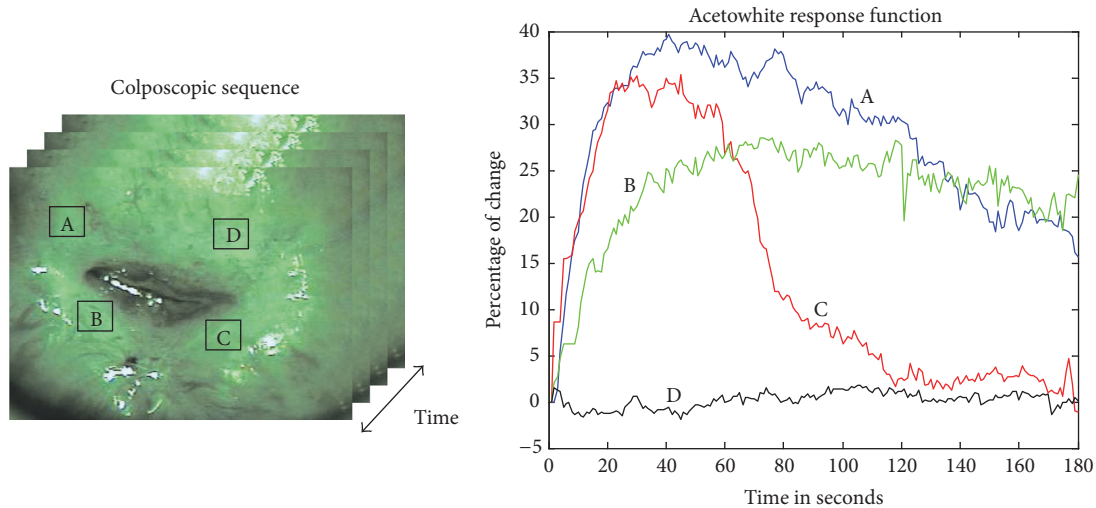 Colposcopic sequence
A
D
B
C
Time
Acetowhite response function
Percentage of change
40
35
30
25
20
15
10
5
0
−5
A
B
C
D
0 20 40 60 80 100 120 140 160 180
Time in seconds